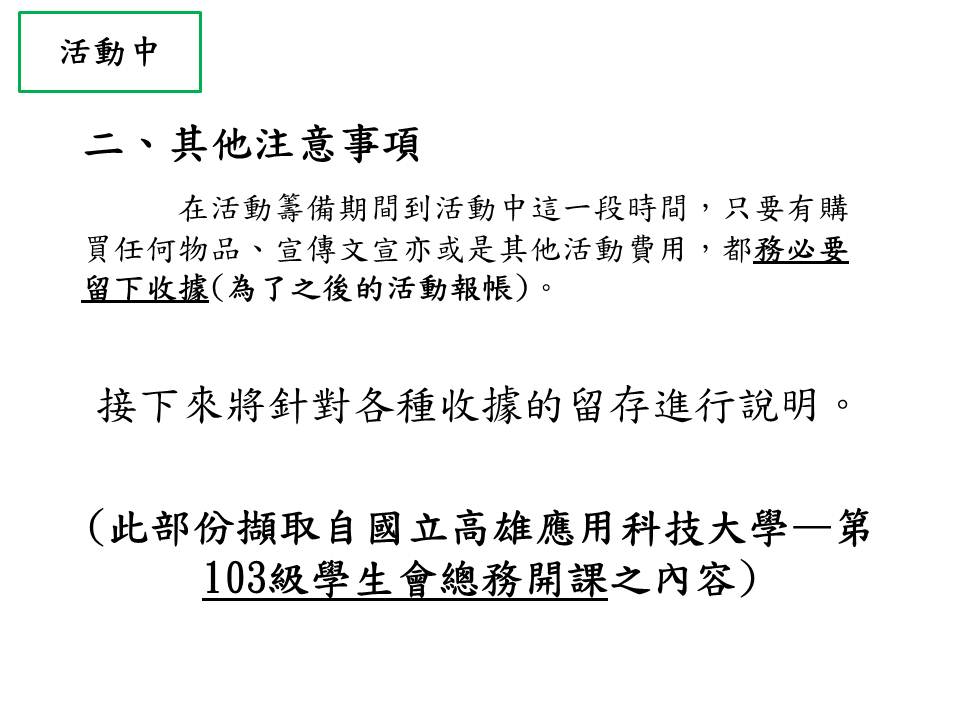 活動中
二、其他注意事項
在活動籌備期間到活動中這一段時間，只要有購
買任何物品、宣傳文宣亦或是其他活動費用，都務必要
留下收據(為了之後的活動報帳)。
接下來將針對各種收據的留存進行說明。
(此部份擷取自國立高雄應用科技大學—第
103級學生會總務開課之內容)